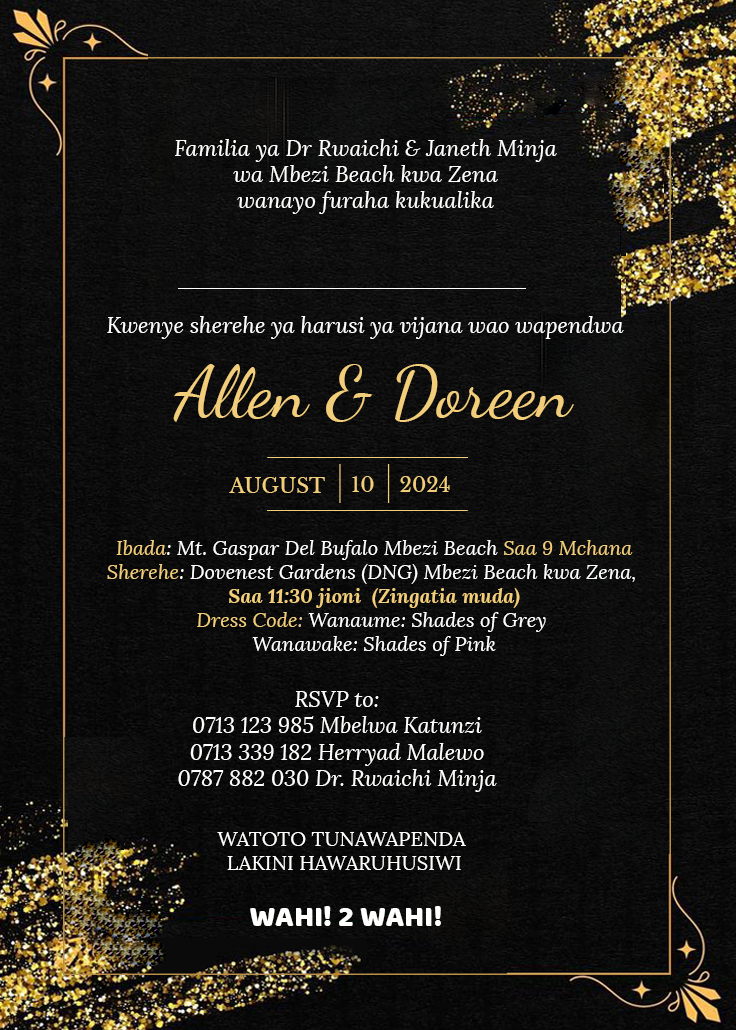 Familia ya Dr Rwaichi & Janeth Minja
wa Mbezi Beach kwa Zena
wanayo furaha kukualika
Kwenye sherehe ya harusi ya vijana wao wapendwa
Allen & Doreen
AUGUST | 10 | 2024
Ibada: Mt. Gaspar Del Bufalo Mbezi Beach Saa 9 Mchana
Sherehe: Dovenest Gardens (DNG) Mbezi Beach kwa Zena,
Saa 11:30 jioni (Zingatia muda)
Dress Code: Wanaume: Shades of Grey
Wanawake: Shades of Pink
RSVP to:
0713 123 985 Mbelwa Katunzi
0713 339 182 Herryad Malewo
0787 882 030 Dr. Rwaichi Minja
WATOTO TUNAWAPENDA
LAKINI HAWARUHUSIWI
WAHI! 2 WAHI!